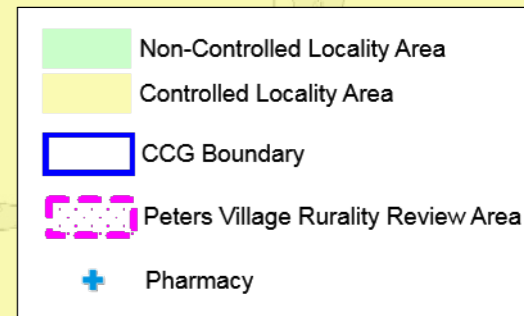 Non-Controlled Locality Area
Controlled Locality Area
CCG Boundary
Peters Village Rurality Review Area
Pharmacy